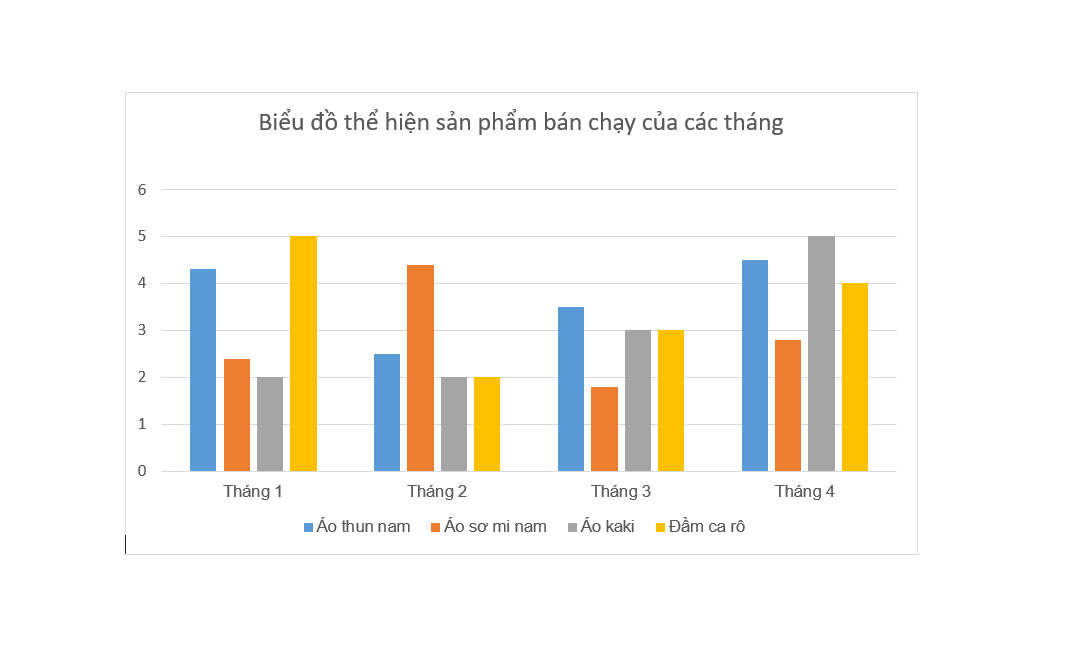 Biểu đồ thể hiện sản phẩm bán chạy của các tháng
6
5
4
3
2
1
0
Tháng 1 Tháng 2 Tháng 3 Tháng 4
Áo thun nam Áo sơ mi nam Áo kaki Đầm ca rô